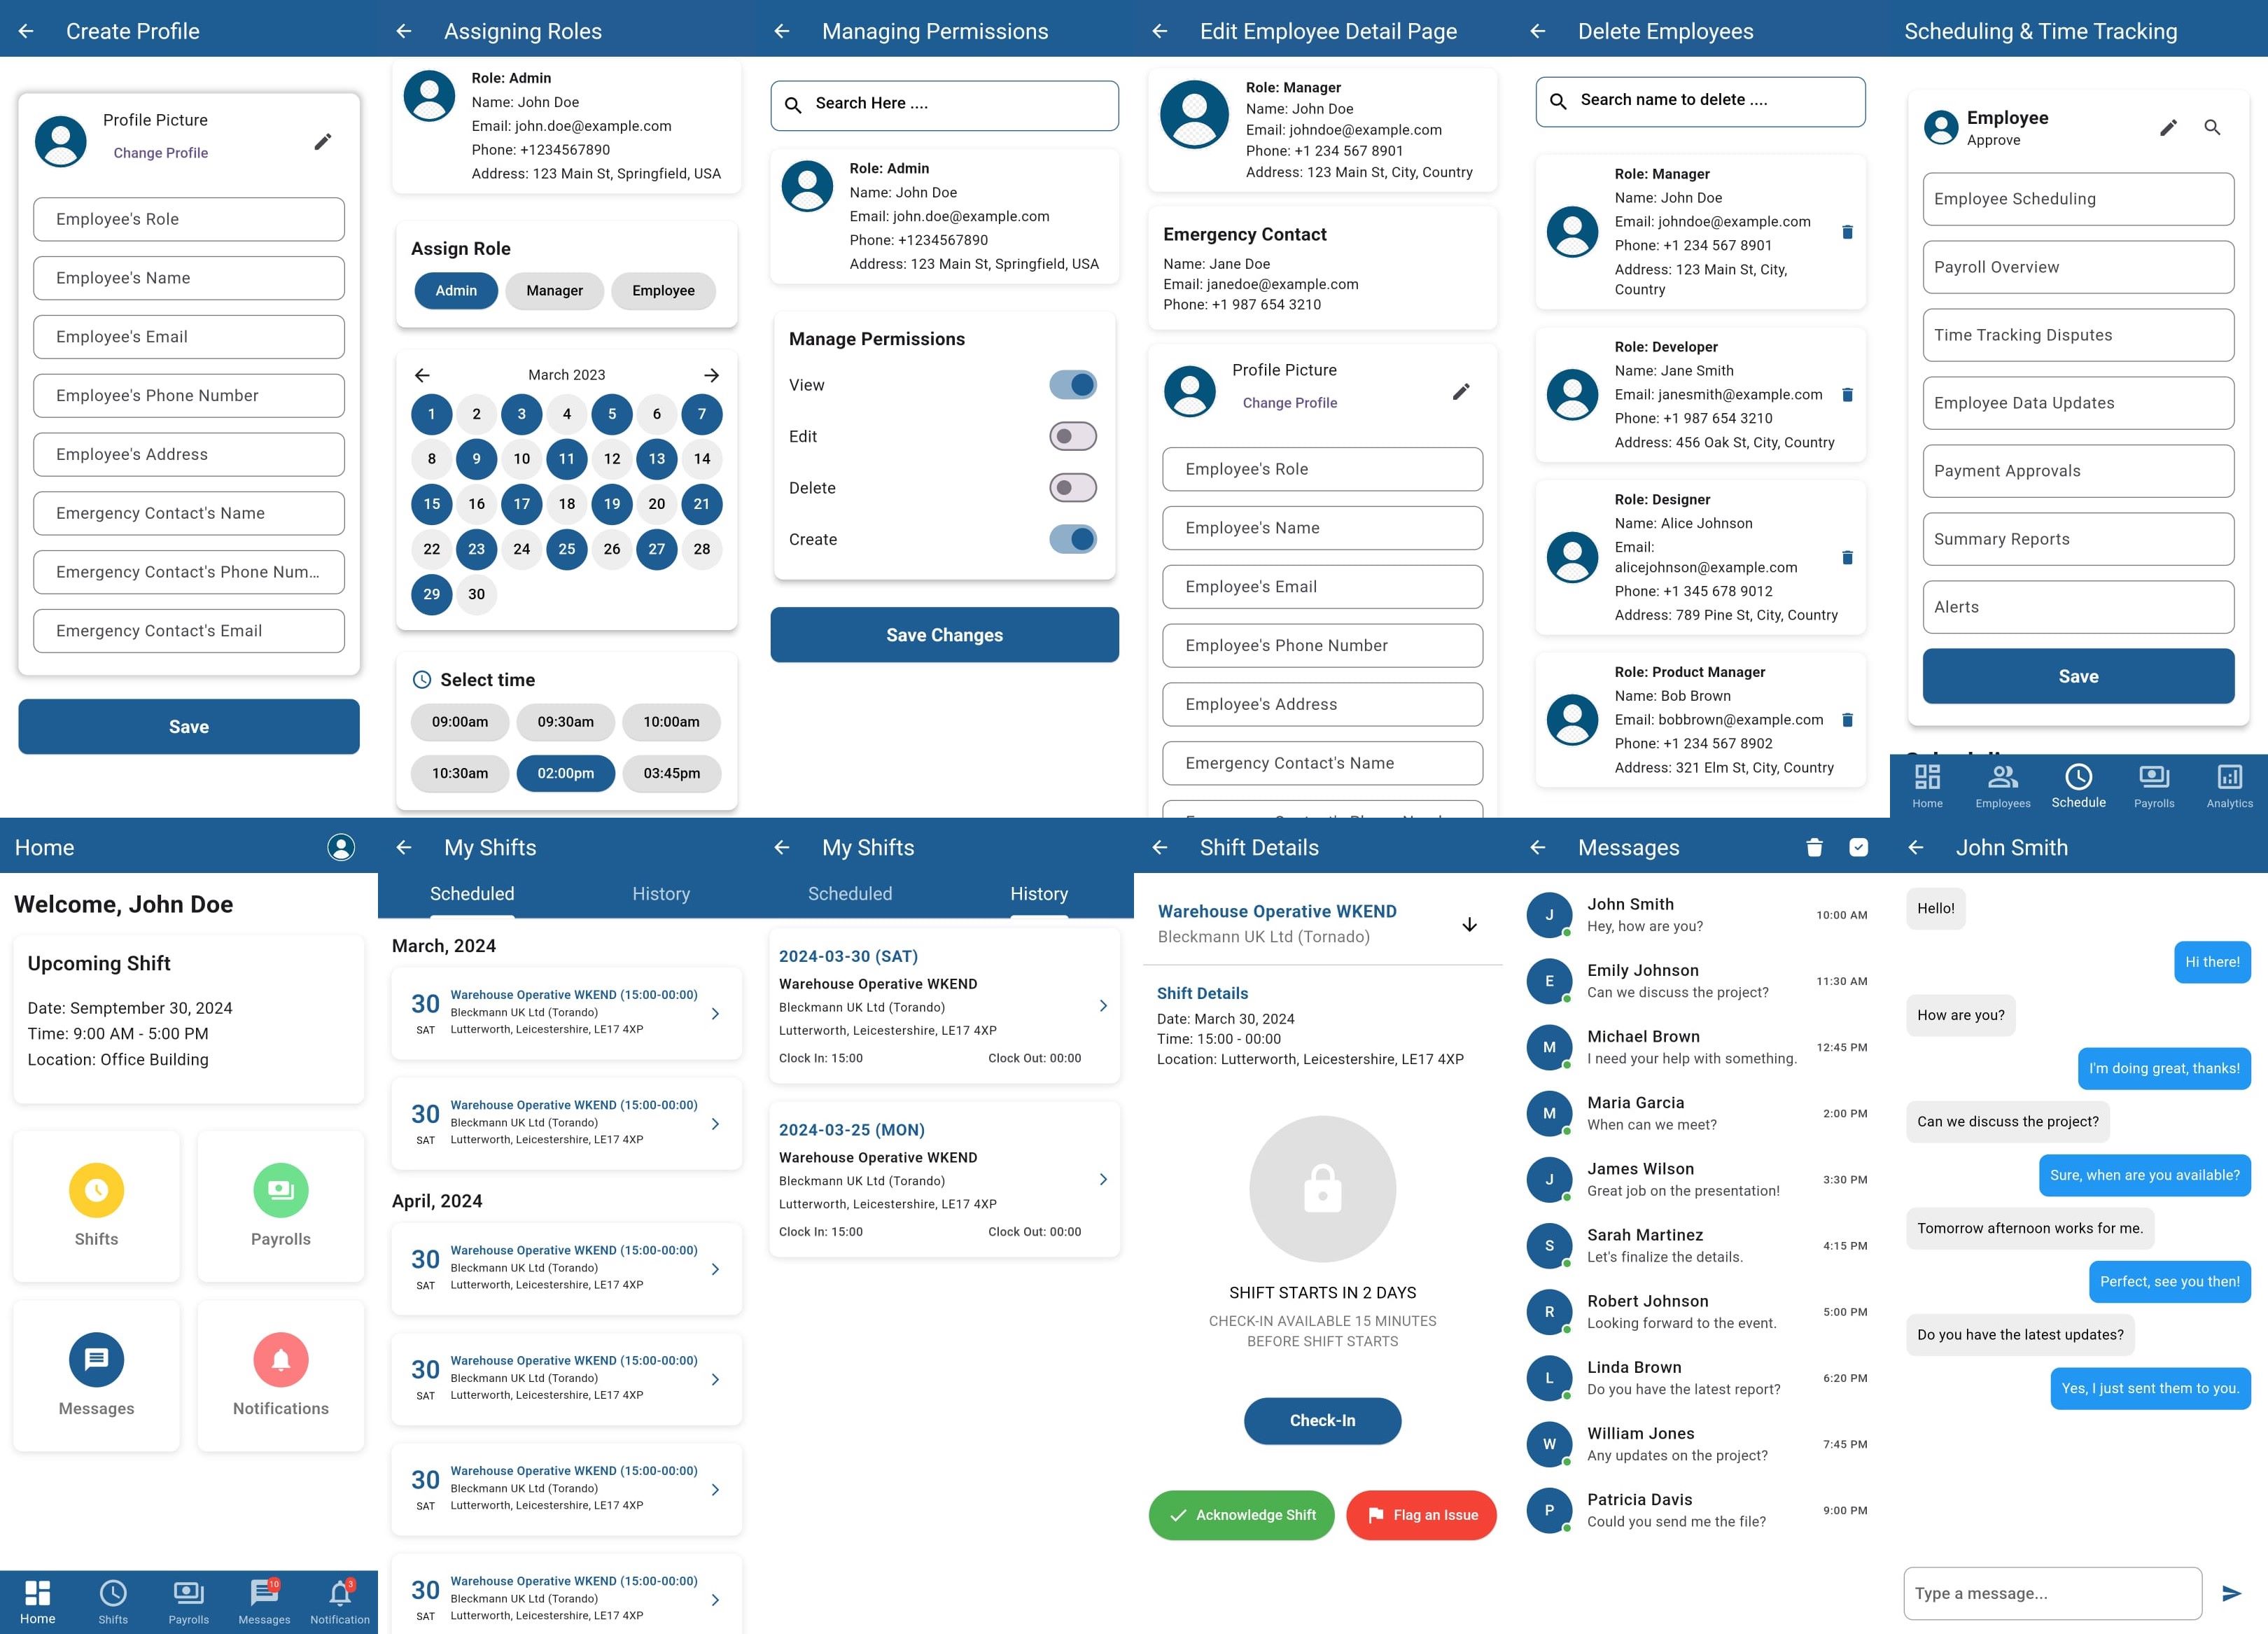 Create Profile
Profile Picture
Change Profile
Employee's Role
Employee's Name
Employee's Email
Employee's Phone Number
Employee's Address
Emergency Contact's Name
Emergency Contact's Phone Num...
Emergency Contact's Email
Save
Assigning Roles
Role: Admin
Name: John Doe
Email: john.doe@example.com
Phone: +1234567890
Address: 123 Main St, Springfield, USA
Assign Role
Admin Manager Employee
March 2023
1 2 3 4 5 6 7
8 9 10 11 12 13 14
15 16 17 18 19 20 21
22 23 24 25 26 27 28
29 30
Select time
09:00am 09:30am 10:00am
10:30am 02:00pm 03:45pm
Managing Permissions
Search Here ....
Role: Admin
Name: John Doe
Email: john.doe@example.com
Phone: +1234567890
Address: 123 Main St, Springfield, USA
Manage Permissions
View
Edit
Delete
Create
Save Changes
Edit Employee Detail Page
Role: Manager
Name: John Doe
Email: johndoe@example.com
Phone: +1 234 567 8901
Address: 123 Main St, City, Country
Emergency Contact
Name: Jane Doe
Email: janedoe@example.com
Phone: +1 987 654 3210
Profile Picture
Change Profile
Employee's Role
Employee's Name
Employee's Email
Employee's Phone Number
Employee's Address
Emergency Contact's Name
Delete Employees
Search name to delete ....
Role: Manager
Name: John Doe
Email: johndoe@example.com
Phone: +1 234 567 8901
Address: 123 Main St, City,
Country
Role: Developer
Name: Jane Smith
Email: janesmith@example.com
Phone: +1 987 654 3210
Address: 456 Oak St, City, Country
Role: Designer
Name: Alice Johnson
Email:
alicejohnson@example.com
Phone: +1 345 678 9012
Address: 789 Pine St, City, Country
Role: Product Manager
Name: Bob Brown
Email: bobbrown@example.com
Phone: +1 234 567 8902
Address: 321 Elm St, City, Country
Scheduling & Time Tracking
Employee
Approve
Employee Scheduling
Payroll Overview
Time Tracking Disputes
Employee Data Updates
Payment Approvals
Summary Reports
Alerts
Save
Home Employees Schedule Payrolls Analytics
Home
Welcome, John Doe
Upcoming Shift
Date: Semptember 30, 2024
Time: 9:00 AM - 5:00 PM
Location: Office Building
Shifts Payrolls
Messages Notifications
10 3
Home Shifts Payrolls Messages Notification
My Shifts
Scheduled History
March, 2024
30 Warehouse Operative WKEND (15:00-00:00)
Bleckmann UK Ltd (Torando)
SAT Lutterworth, Leicestershire, LE17 4XP
30 Warehouse Operative WKEND (15:00-00:00)
Bleckmann UK Ltd (Torando)
SAT Lutterworth, Leicestershire, LE17 4XP
April, 2024
30 Warehouse Operative WKEND (15:00-00:00)
Bleckmann UK Ltd (Torando)
SAT Lutterworth, Leicestershire, LE17 4XP
30 Warehouse Operative WKEND (15:00-00:00)
Bleckmann UK Ltd (Torando)
SAT Lutterworth, Leicestershire, LE17 4XP
30 Warehouse Operative WKEND (15:00-00:00)
Bleckmann UK Ltd (Torando)
SAT Lutterworth, Leicestershire, LE17 4XP
30 Warehouse Operative WKEND (15:00-00:00)
Bleckmann UK Ltd (Torando)
SAT Lutterworth, Leicestershire, LE17 4XP
My Shifts
Scheduled History
2024-03-30 (SAT)
Warehouse Operative WKEND
Bleckmann UK Ltd (Torando)
Lutterworth, Leicestershire, LE17 4XP
Clock In: 15:00 Clock Out: 00:00
2024-03-25 (MON)
Warehouse Operative WKEND
Bleckmann UK Ltd (Torando)
Lutterworth, Leicestershire, LE17 4XP
Clock In: 15:00 Clock Out: 00:00
Shift Details
Warehouse Operative WKEND
Bleckmann UK Ltd (Tornado)
Shift Details
Date: March 30, 2024
Time: 15:00 - 00:00
Location: Lutterworth, Leicestershire, LE17 4XP
SHIFT STARTS IN 2 DAYS
CHECK-IN AVAILABLE 15 MINUTES
BEFORE SHIFT STARTS
Check-In
Acknowledge Shift Flag an Issue
Messages
J John Smith 10:00 AM
Hey, how are you?
E Emily Johnson 11:30 AM
Can we discuss the project?
M Michael Brown 12:45 PM
I need your help with something.
M Maria Garcia 2:00 PM
When can we meet?
J James Wilson 3:30 PM
Great job on the presentation!
S Sarah Martinez 4:15 PM
Let's finalize the details.
R Robert Johnson 5:00 PM
Looking forward to the event.
L Linda Brown 6:20 PM
Do you have the latest report?
W William Jones 7:45 PM
Any updates on the project?
P Patricia Davis 9:00 PM
Could you send me the file?
John Smith
Hello!
Hi there!
How are you?
I'm doing great, thanks!
Can we discuss the project?
Sure, when are you available?
Tomorrow afternoon works for me.
Perfect, see you then!
Do you have the latest updates?
Yes, I just sent them to you.
Type a message...